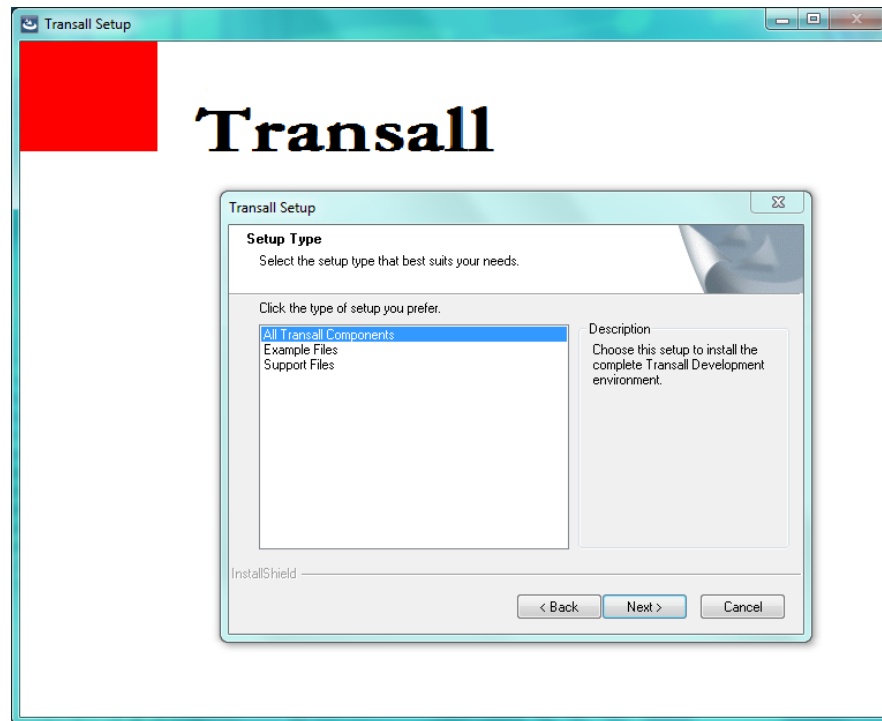 Transall Setup
Transall
Transall Setup
Setup Type
Select the setup type that best suits your needs.
Click the type of setup you prefer.
All Transall Components
Example Files
Support Files
Description
Choose this setup to install the
complete Transall Development
environment.
InstallShield
< Back
Next >
Cancel